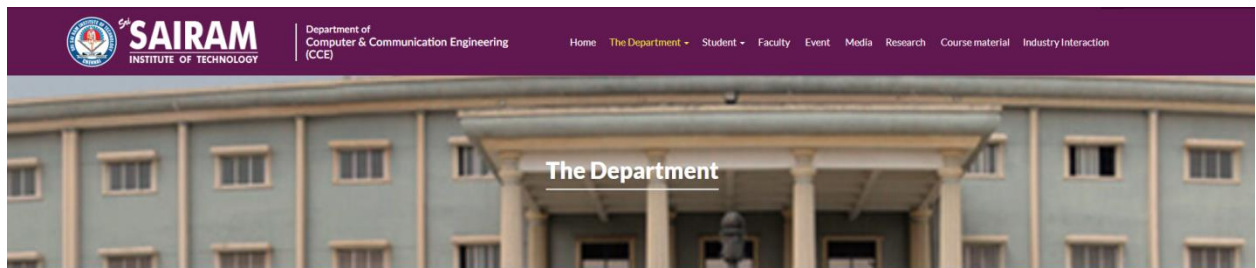 Sri
SAIRAM
INSTITUTE OF TECHNOLOGY
Department of
Computer & Communication Engineering
(CCE)
Home The Department Student Faculty Event Media Research Course material Industry Interaction
The Department